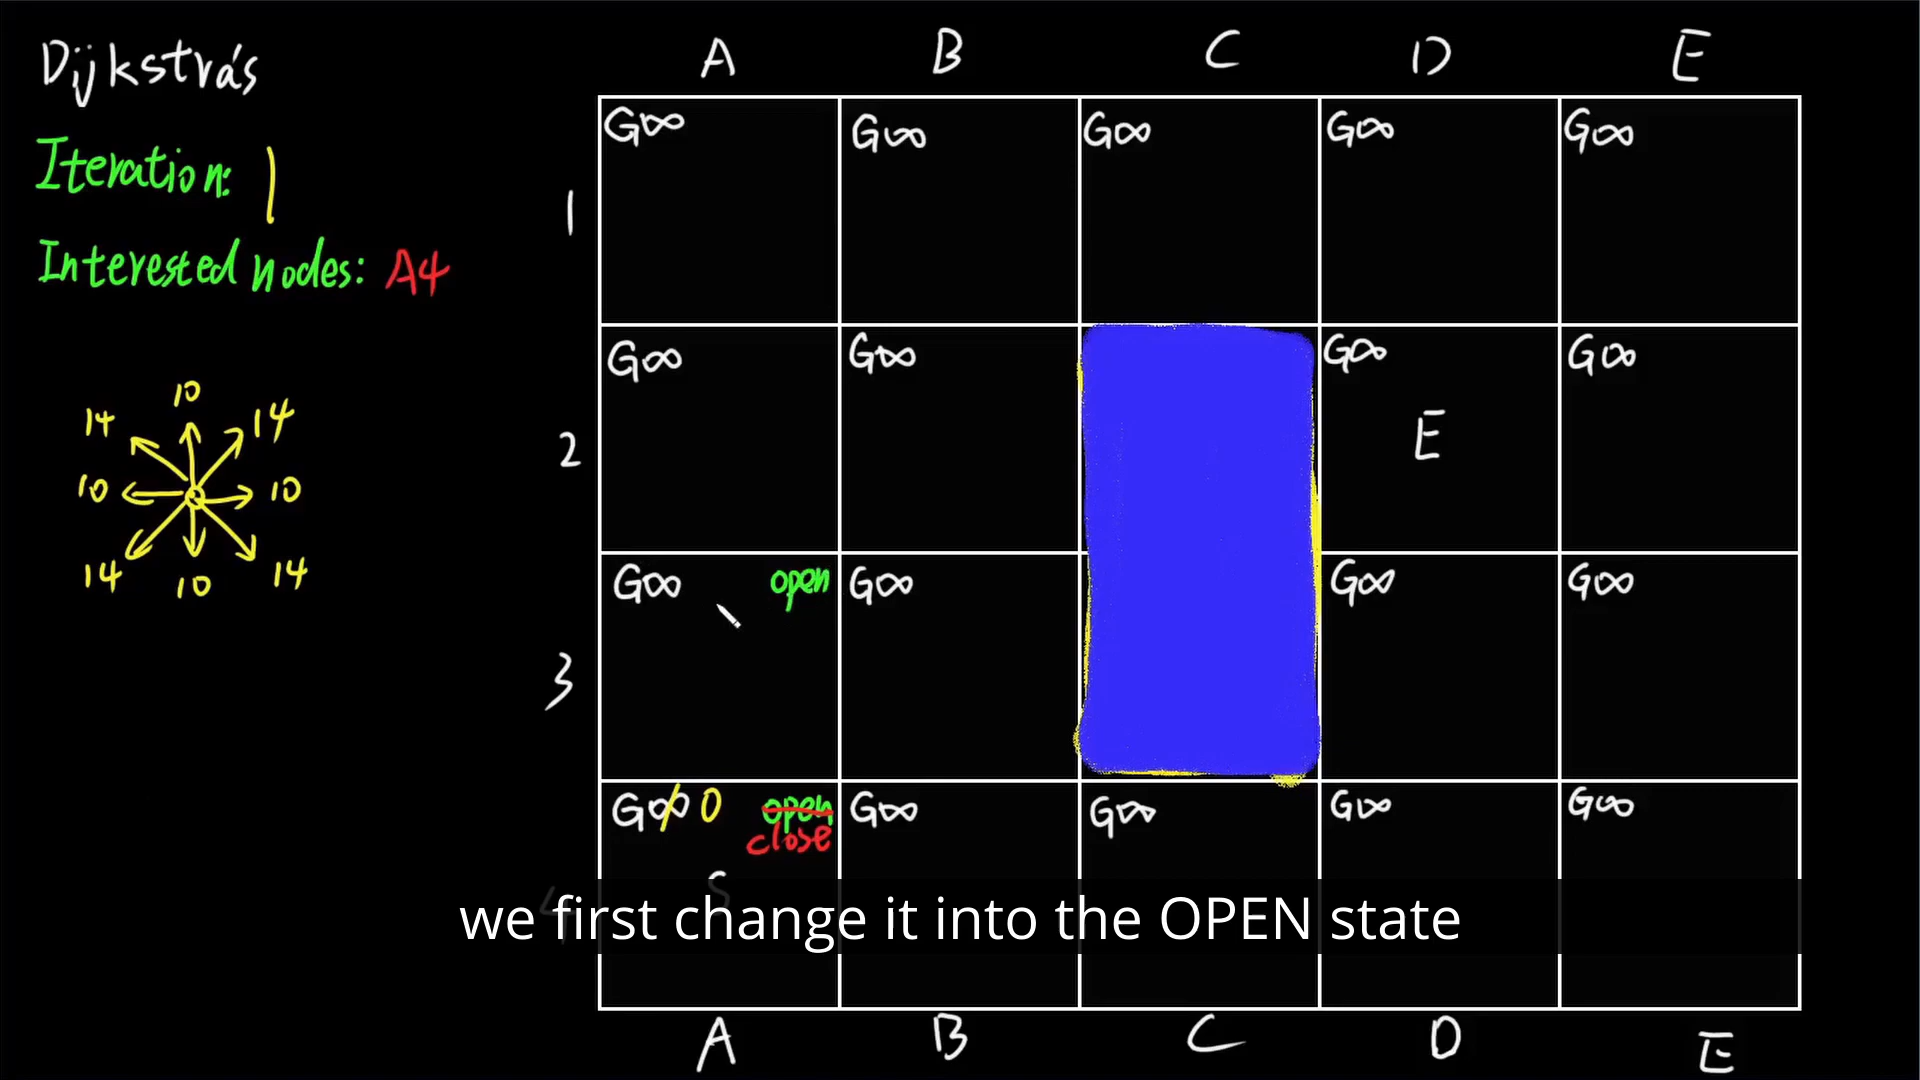 Dijkstra's
Iteration: 1
Interested nodes: A4
10
14 14
10 10
14 10 14
A B C D E
1
G∞ G∞ G∞ G∞ G∞
2
G∞ G∞ G∞ G∞
E
3
G∞ open G∞ G∞ G∞
G∞ 0 open G∞ G∞ G∞ G∞
close
S
we first change it into the OPEN state
A B C D E